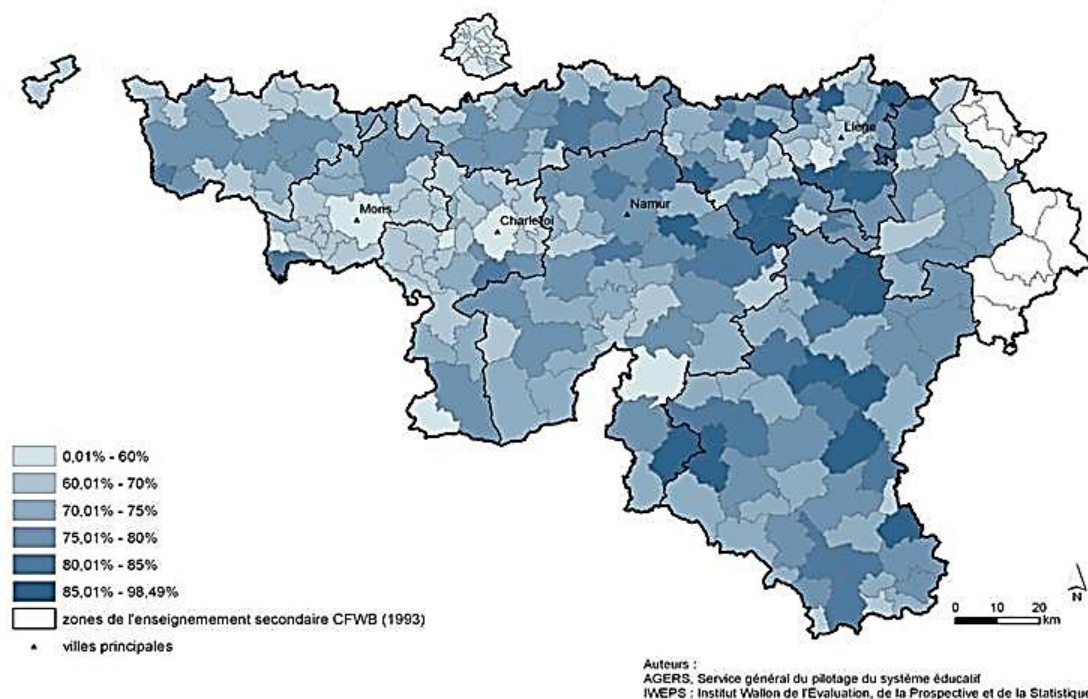 Liège
Mons
Charleroi
Namur
0,01% - 60%
60,01% - 70%
70,01% - 75%
75,01% - 80%
80,01% - 85%
85,01% - 98,49%
zones de l'enseignemement secondaire CFWB (1993)
villes principales
N
0 10 20
km
Auteurs :
AGERS, Service général du pilotage du système éducatif
IWEPS : Institut Wallon de l'Evaluation, de la Prospective et de la Statistique